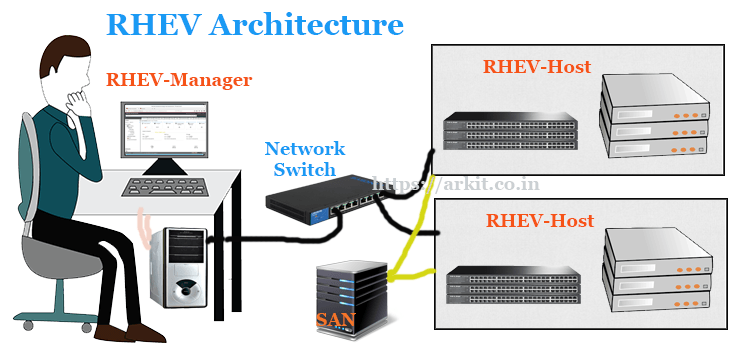 RHEV Architecture
RHEV-Manager
RHEV-Host
Network
Switch
https://arkit.co.in
RHEV-Host
SAN